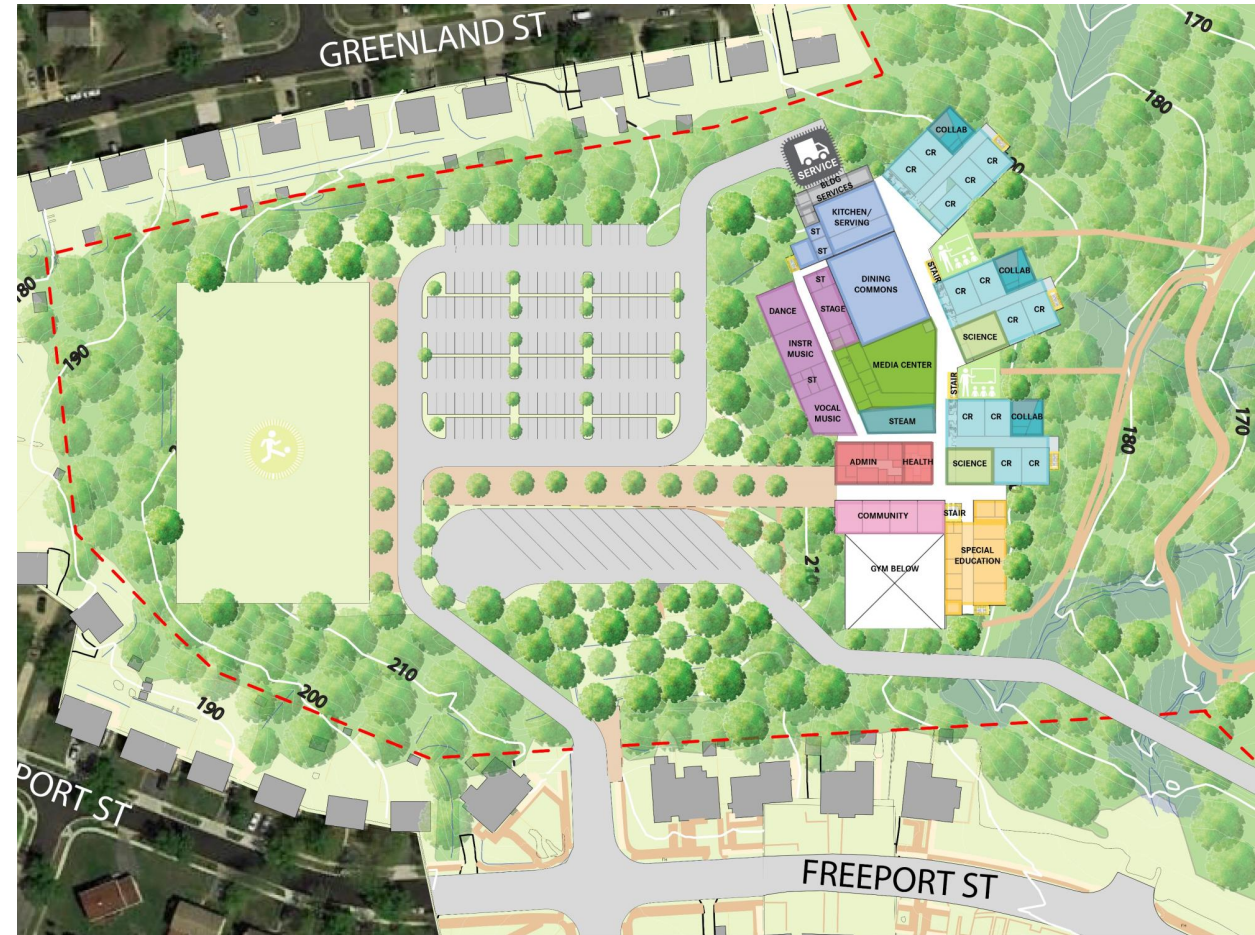 GREENLAND ST
170
180
COLLAB
CR
CR
CR
CR
CR
SERVICE
BLDG
SERVICES
KITCHEN/
SERVING
ST
ST
180
STAIR
CR
CR
COLLAB
CR
CR
SCIENCE
ST
STAGE
DINING
COMMONS
DANCE
INSTR
MUSIC
ST
VOCAL
MUSIC
MEDIA CENTER
STEAM
190
STAIR
CR
CR
COLLAB
SCIENCE
CR
CR
180
170
ADMIN
HEALTH
COMMUNITY
STAIR
SPECIAL
EDUCATION
GYM BELOW
210
210
200
190
PORT ST
FREEPORT ST